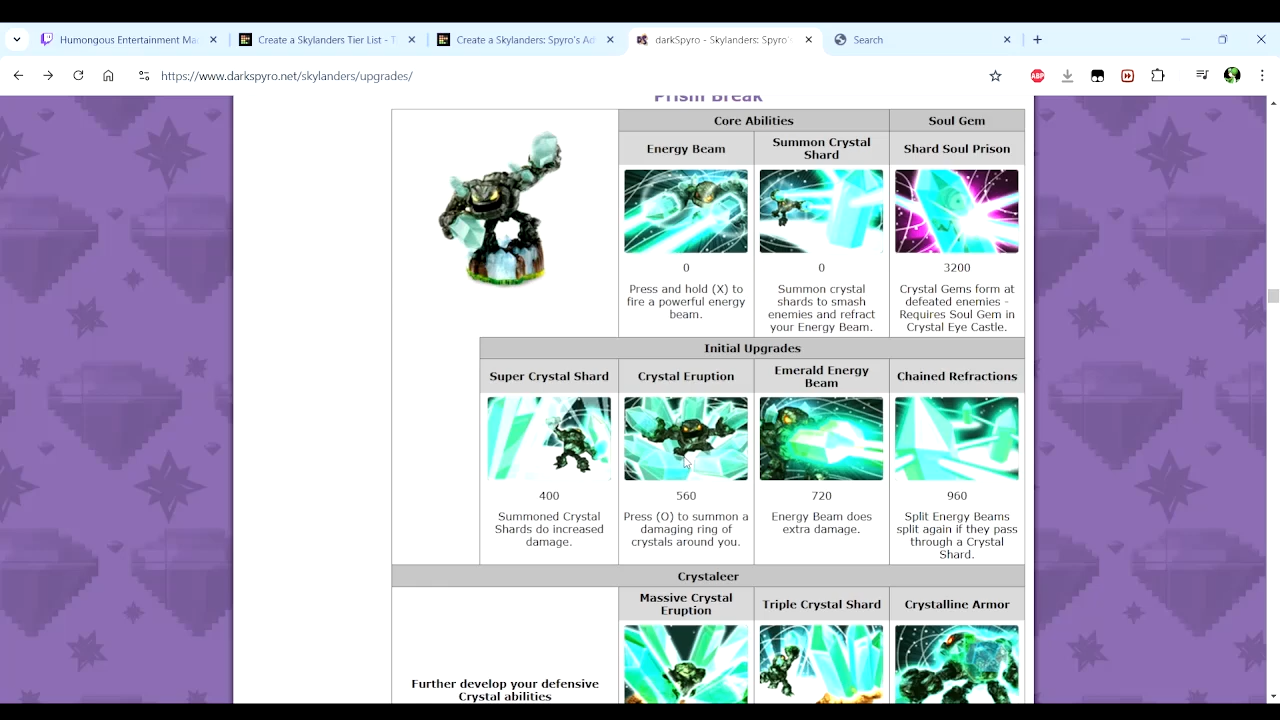 Humongous Entertainment Ma
Create a Skylanders Tier List - T
Create a Skylanders: Spyro's Ad
darkSpyro - Skylanders: Spyro's
Search
https://www.darkspyro.net/skylanders/upgrades/
ABP
Prism Break
Core Abilities
Soul Gem
Energy Beam
Summon Crystal
Shard
Shard Soul Prison
0
0
3200
Press and hold (X) to
fire a powerful energy
beam.
Summon crystal
shards to smash
enemies and refract
your Energy Beam.
Crystal Gems form at
defeated enemies -
Requires Soul Gem in
Crystal Eye Castle.
Initial Upgrades
Super Crystal Shard
Crystal Eruption
Emerald Energy
Beam
Chained Refractions
400
560
720
960
Summoned Crystal
Shards do increased
damage.
Press (O) to summon a
damaging ring of
crystals around you.
Energy Beam does
extra damage.
Split Energy Beams
split again if they pass
through a Crystal
Shard.
Crystaleer
Massive Crystal
Eruption
Triple Crystal Shard
Crystalline Armor
Further develop your defensive
Crystal abilities